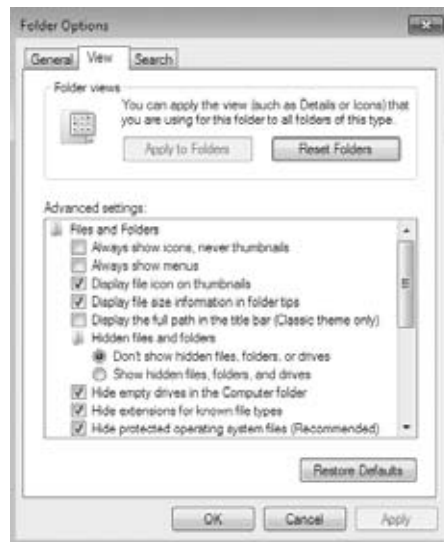 Folder Options
General View Search
Folder views
You can apply the view (such as Details or Icons) that
you are using for this folder to all folders of this type.
Apply to Folders Reset Folders
Advanced settings:
Files and Folders
Always show icons, never thumbnails
Always show menus
Display file icon on thumbnails
Display file size information in folder tips
Display the full path in the title bar (Classic theme only)
Hidden files and folders
Don't show hidden files, folders, or drives
Show hidden files, folders, and drives
Hide empty drives in the Computer folder
Hide extensions for known file types
Hide protected operating system files (Recommended)
Restore Defaults
OK Cancel Apply